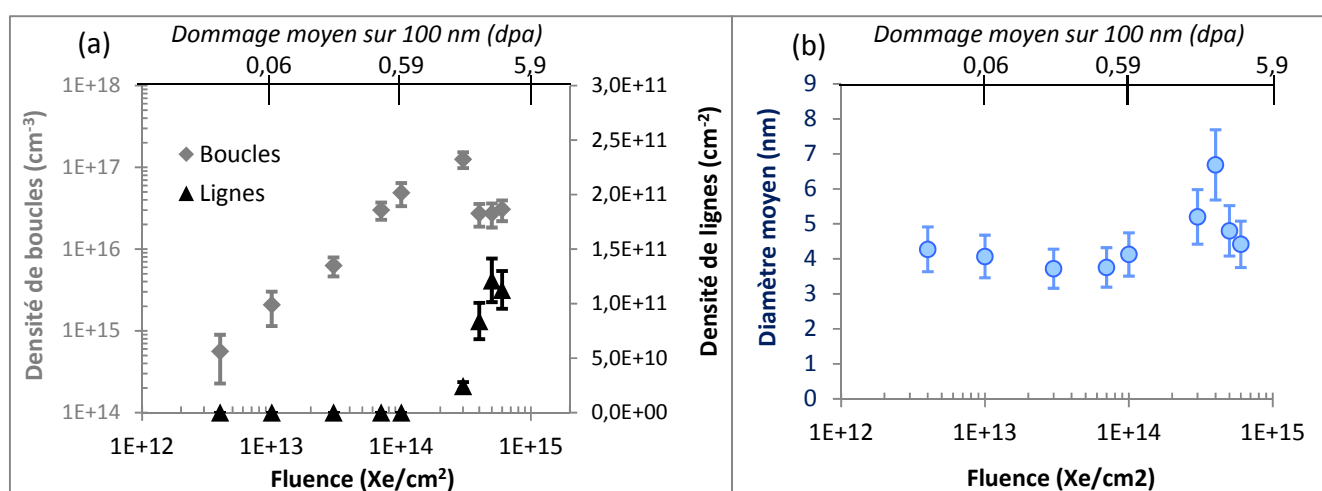 (a)
Dommage moyen sur 100 nm (dpa)
0,06
0,59
5,9
1E+18
1E+17
1E+16
1E+15
1E+14
Densité de boucles (cm⁻³)
Boucles
Lignes
3,0E+11
2,5E+11
2,0E+11
1,5E+11
1,0E+11
5,0E+10
0,0E+00
Densité de lignes (cm⁻²)
1E+12
1E+13
1E+14
1E+15
Fluence (Xe/cm²)
(b)
Dommage moyen sur 100 nm (dpa)
0,06
0,59
5,9
9
8
7
6
5
4
3
2
1
0
Diamètre moyen (nm)
1E+12
1E+13
1E+14
1E+15
Fluence (Xe/cm2)